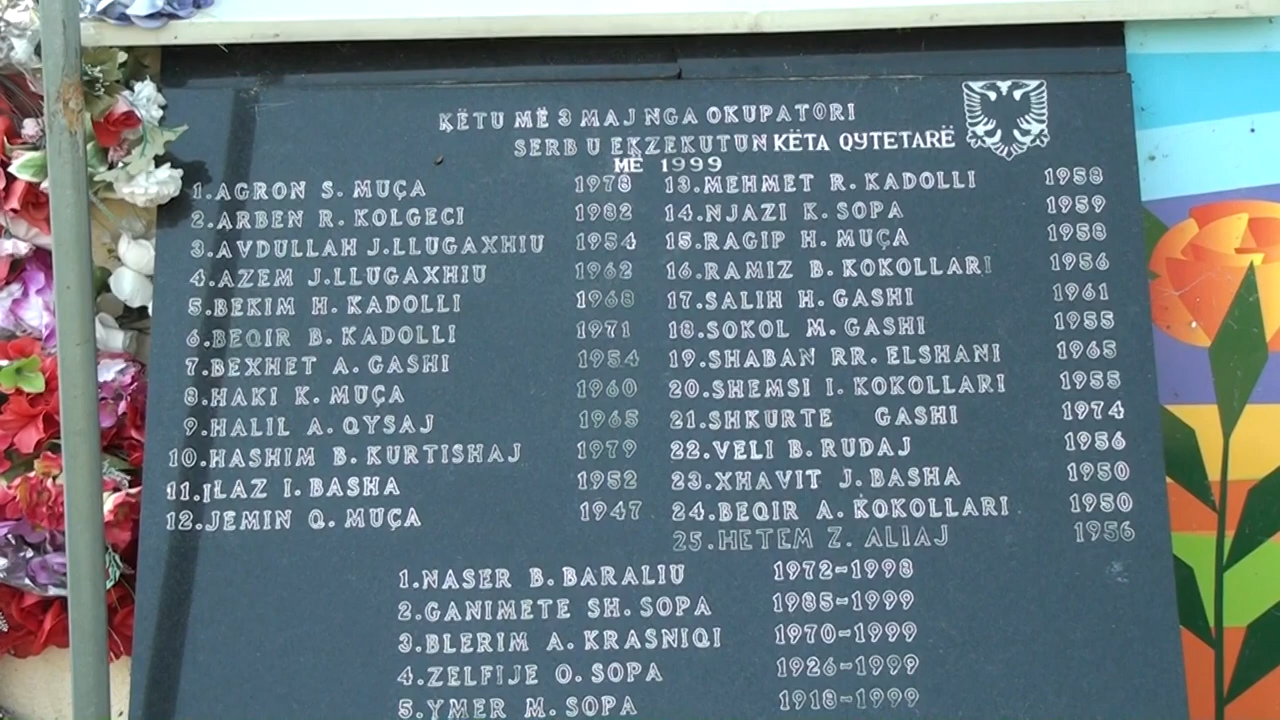 KËTU MË 3 MAJ NGA OKUPATORI
SERB U EKZEKUTUN KËTA QYTETARË
MË 1999
1.AGRON S. MUÇA 1978
2.ARBEN R. KOLGECI 1982
3.AVDULLAH J.LLUGAXHIU 1954
4.AZEM J.LLUGAXHIU 1962
5.BEKIM H. KADOLLI 1968
6.BEQIR B. KADOLLI 1971
7.BEXHET A. GASHI 1954
8.HAKI K. MUÇA 1960
9.HALIL A. QYSAJ 1965
10.HASHIM B. KURTISHAJ 1979
11.ILAZ I. BASHA 1952
12.JEMIN Q. MUÇA 1947
13.MEHMET R. KADOLLI 1958
14.NJAZI K. SOPA 1959
15.RAGIP H. MUÇA 1958
16.RAMIZ B. KOKOLLARI 1956
17.SALIH H. GASHI 1961
18.SOKOL M. GASHI 1955
19.SHABAN RR. ELSHANI 1965
20.SHEMSI I. KOKOLLARI 1955
21.SHKURTE GASHI 1974
22.VELI B. RUDAJ 1956
23.XHAVIT J. BASHA 1950
24.BEQIR A. KOKOLLARI 1950
25.HETEM Z. ALIAJ 1956
1.NASER B. BARALIU 1972-1998
2.GANIMETE SH. SOPA 1985-1999
3.BLERIM A. KRASNIQI 1970-1999
4.ZELFIJE O. SOPA 1926-1999
5.YMER M. SOPA 1918-1999